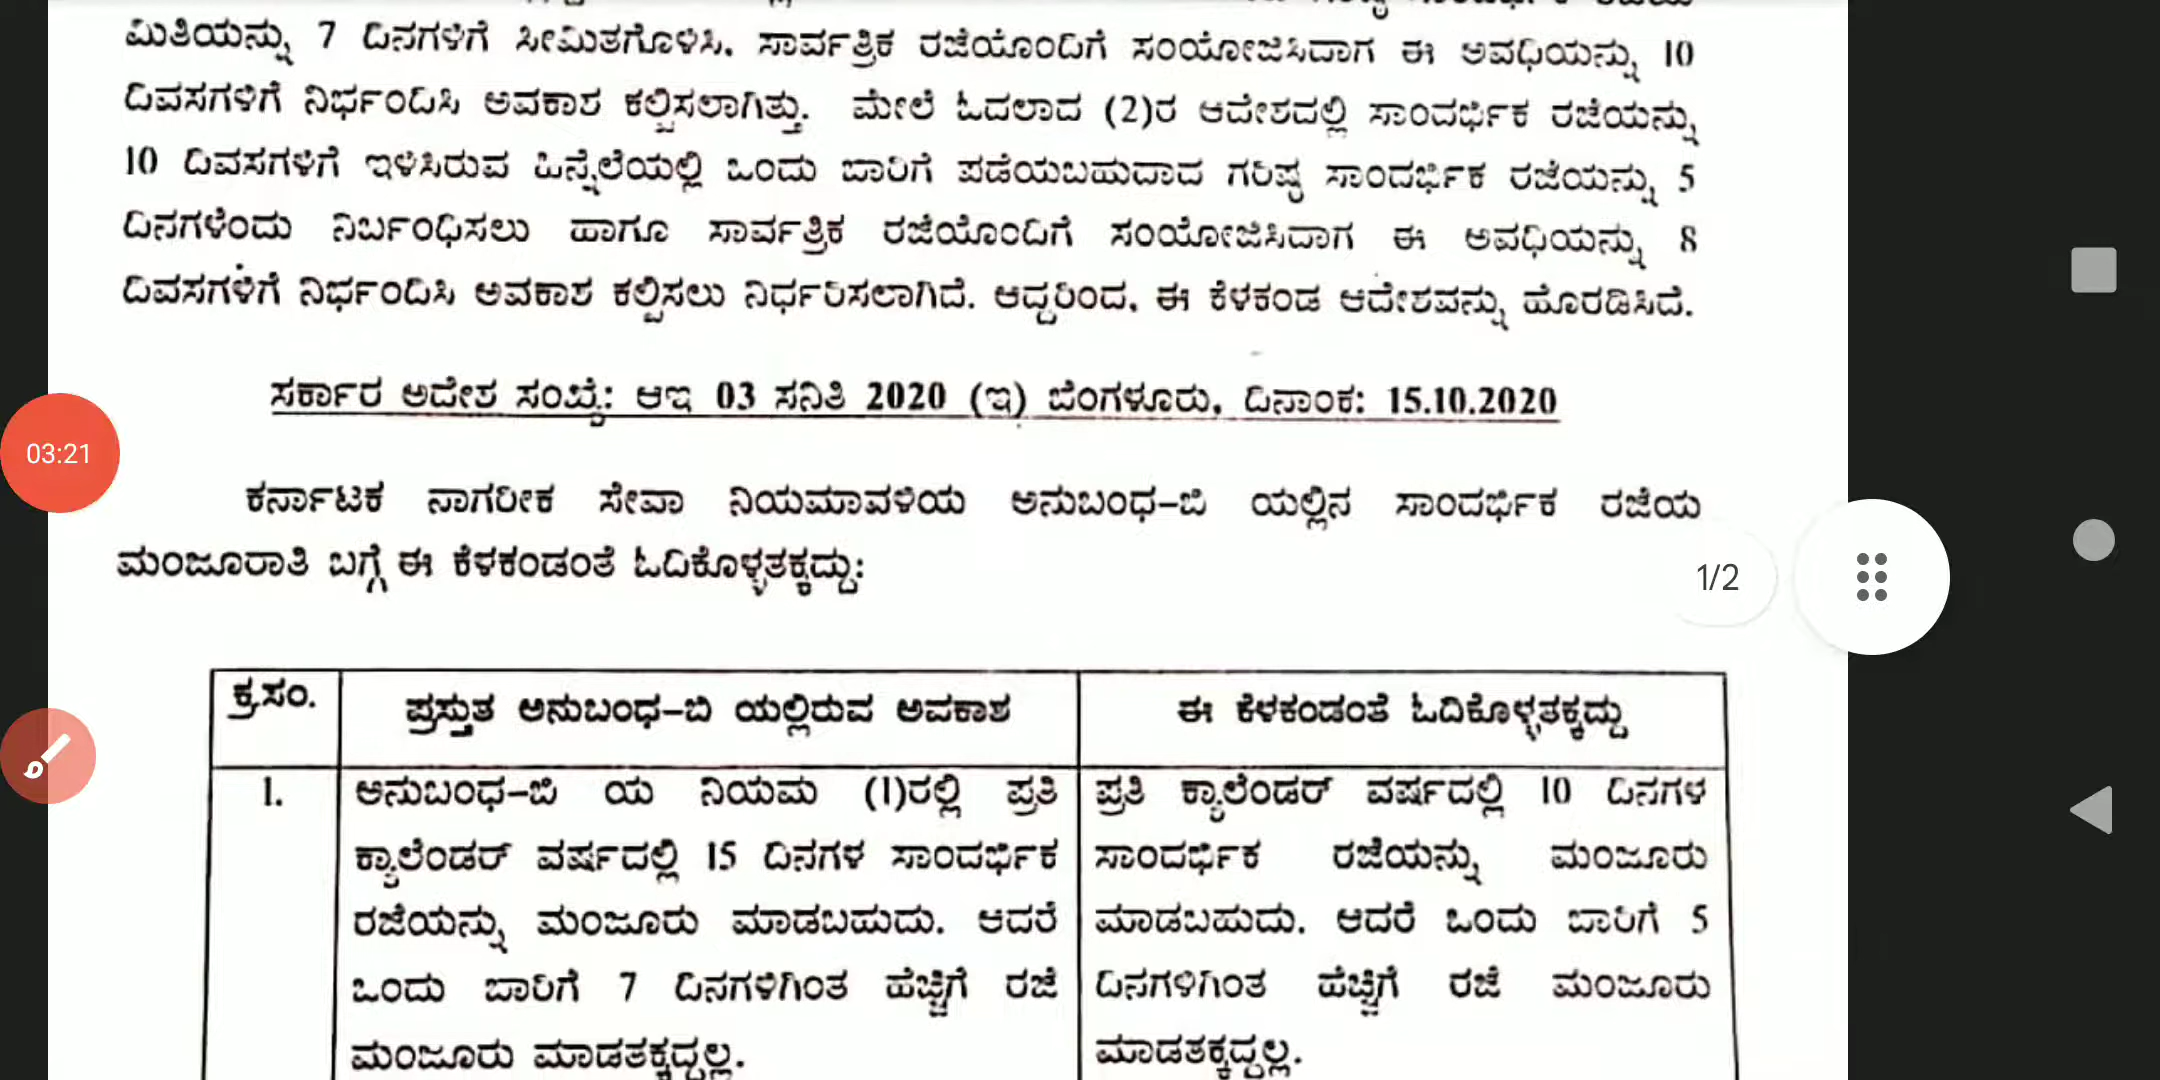 ಮಿತಿಯನ್ನು 7 ದಿನಗಳಿಗೆ ಸೀಮಿತಗೊಳಿಸಿ, ಸಾರ್ವತ್ರಿಕ ರಜೆಯೊಂದಿಗೆ ಸಂಯೋಜಿಸಿದಾಗ ಈ ಅವಧಿಯನ್ನು 10
ದಿವಸಗಳಿಗೆ ನಿರ್ಭಂದಿಸಿ ಅವಕಾಶ ಕಲ್ಪಿಸಲಾಗಿತ್ತು. ಮೇಲೆ ಓದಲಾದ (2)ರ ಆದೇಶದಲ್ಲಿ ಸಾಂದರ್ಭಿಕ ರಜೆಯನ್ನು
10 ದಿವಸಗಳಿಗೆ ಇಳಿಸಿರುವ ಹಿನ್ನೆಲೆಯಲ್ಲಿ ಒಂದು ಬಾರಿಗೆ ಪಡೆಯಬಹುದಾದ ಗರಿಷ್ಠ ಸಾಂದರ್ಭಿಕ ರಜೆಯನ್ನು 5
ದಿನಗಳೆಂದು ನಿರ್ಬಂಧಿಸಲು ಹಾಗೂ ಸಾರ್ವತ್ರಿಕ ರಜೆಯೊಂದಿಗೆ ಸಂಯೋಜಿಸಿದಾಗ ಈ ಅವಧಿಯನ್ನು 8
ದಿವಸಗಳಿಗೆ ನಿರ್ಭಂದಿಸಿ ಅವಕಾಶ ಕಲ್ಪಿಸಲು ನಿರ್ಧರಿಸಲಾಗಿದೆ. ಆದ್ದರಿಂದ, ಈ ಕೆಳಕಂಡ ಆದೇಶವನ್ನು ಹೊರಡಿಸಿದೆ.
ಸರ್ಕಾರ ಅದೇಶ ಸಂಖ್ಯೆ: ಆಇ 03 ಸನಿತಿ 2020 (ಇ) ಬೆಂಗಳೂರು, ದಿನಾಂಕ: 15.10.2020
03:21
ಕರ್ನಾಟಕ ನಾಗರೀಕ ಸೇವಾ ನಿಯಮಾವಳಿಯ ಅನುಬಂಧ-ಬಿ ಯಲ್ಲಿನ ಸಾಂದರ್ಭಿಕ ರಜೆಯ
ಮಂಜೂರಾತಿ ಬಗ್ಗೆ ಈ ಕೆಳಕಂಡಂತೆ ಓದಿಕೊಳ್ಳತಕ್ಕದ್ದು:
1/2
ಕ್ರ.ಸಂ. ಪ್ರಸ್ತುತ ಅನುಬಂಧ-ಬಿ ಯಲ್ಲಿರುವ ಅವಕಾಶ ಈ ಕೆಳಕಂಡಂತೆ ಓದಿಕೊಳ್ಳತಕ್ಕದ್ದು
1. ಅನುಬಂಧ-ಬಿ ಯ ನಿಯಮ (1)ರಲ್ಲಿ ಪ್ರತಿ
ಕ್ಯಾಲೆಂಡರ್ ವರ್ಷದಲ್ಲಿ 15 ದಿನಗಳ ಸಾಂದರ್ಭಿಕ
ರಜೆಯನ್ನು ಮಂಜೂರು ಮಾಡಬಹುದು. ಆದರೆ
ಒಂದು ಬಾರಿಗೆ 7 ದಿನಗಳಿಗಿಂತ ಹೆಚ್ಚಿಗೆ ರಜೆ
ಮಂಜೂರು ಮಾಡತಕ್ಕದ್ದಲ್ಲ.
ಪ್ರತಿ ಕ್ಯಾಲೆಂಡರ್ ವರ್ಷದಲ್ಲಿ 10 ದಿನಗಳ
ಸಾಂದರ್ಭಿಕ ರಜೆಯನ್ನು ಮಂಜೂರು
ಮಾಡಬಹುದು. ಆದರೆ ಒಂದು ಬಾರಿಗೆ 5
ದಿನಗಳಿಗಿಂತ ಹೆಚ್ಚಿಗೆ ರಜೆ ಮಂಜೂರು
ಮಾಡತಕ್ಕದ್ದಲ್ಲ.